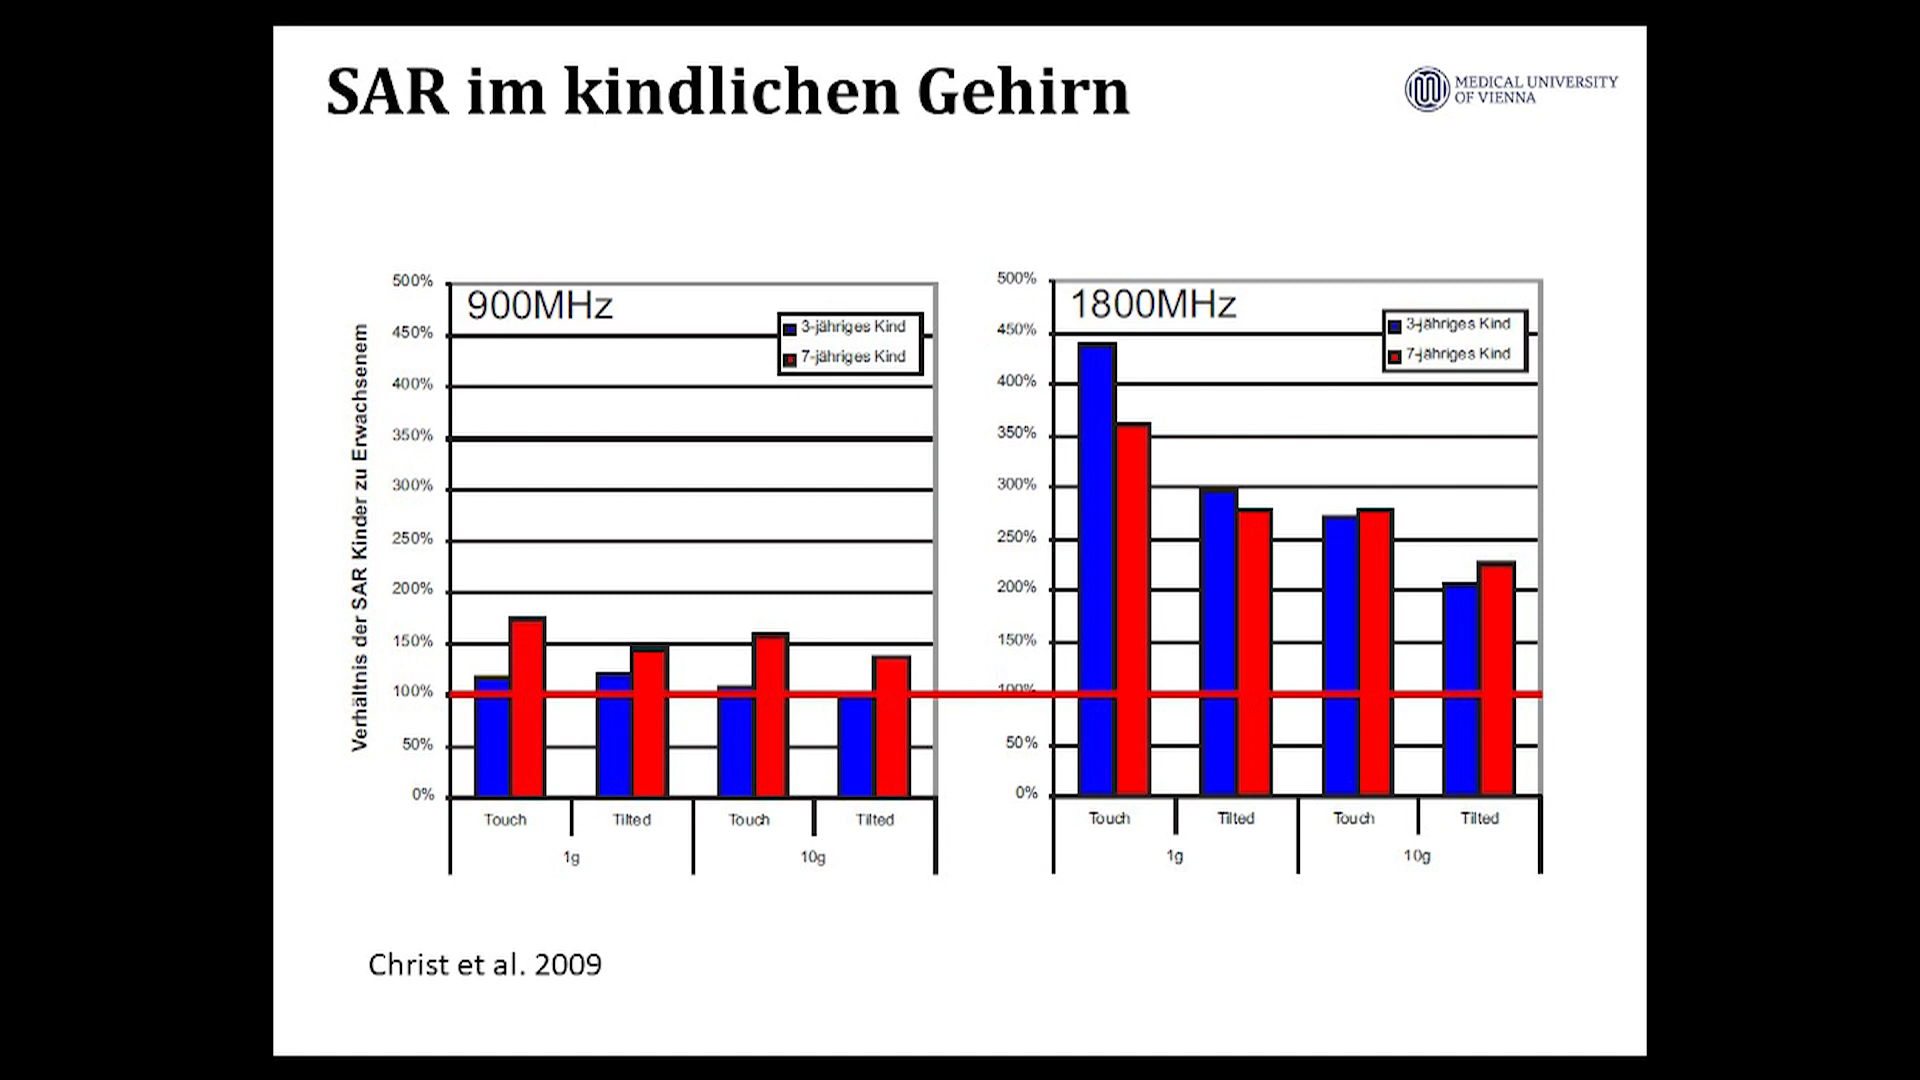 SAR im kindlichen Gehirn
MEDICAL UNIVERSITY
OF VIENNA
Verhältnis der SAR Kinder zu Erwachsenem
500%
450%
400%
350%
300%
250%
200%
150%
100%
50%
0%
900MHz
3-jähriges Kind
7-jähriges Kind
Touch Tilted Touch Tilted
1g 10g
500%
450%
400%
350%
300%
250%
200%
150%
100%
50%
0%
1800MHz
3-jähriges Kind
7-jähriges Kind
Touch Tilted Touch Tilted
1g 10g
Christ et al. 2009